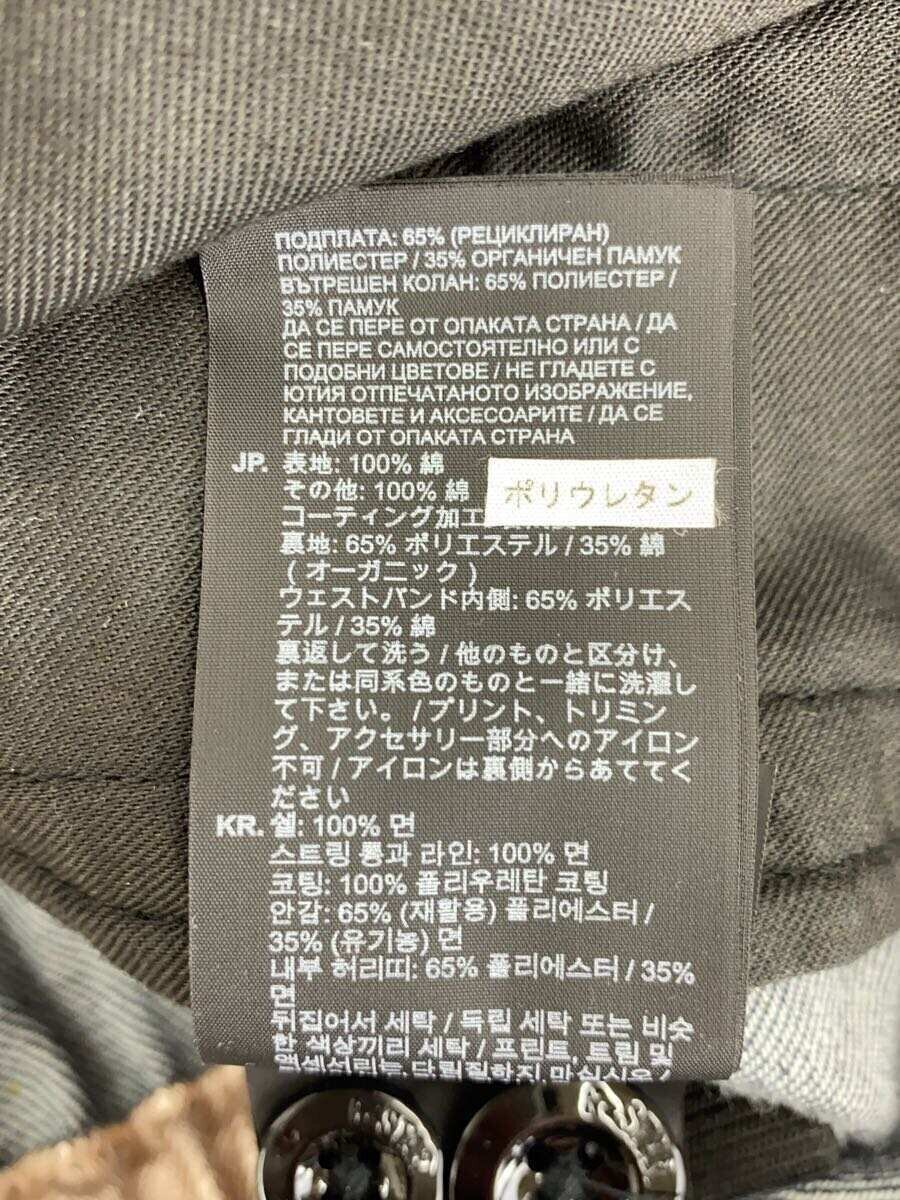 ПОДПЛАТА: 65% (РЕЦИКЛИРАН)
ПОЛИЕСТЕР / 35% ОРГАНИЧЕН ПАМУК
ВЪТРЕШЕН КОЛАН: 65% ПОЛИЕСТЕР /
35% ПАМУК
ДА СЕ ПЕРЕ ОТ ОПАКАТА СТРАНА / ДА
СЕ ПЕРЕ САМОСТОЯТЕЛНО ИЛИ С
ПОДОБНИ ЦВЕТОВЕ / НЕ ГЛАДЕТЕ С
ЮТИЯ ОТПЕЧАТАНОТО ИЗОБРАЖЕНИЕ,
КАНТОВЕТЕ И АКСЕСОАРИТЕ / ДА СЕ
ГЛАДИ ОТ ОПАКАТА СТРАНА
JP. 表地: 100% 綿
その他: 100% 綿
ポリウレタン
コーティング加工
裏地: 65% ポリエステル / 35% 綿
( オーガニック )
ウェストバンド内側: 65% ポリエス
テル / 35% 綿
裏返して洗う / 他のものと区分け、
または同系色のものと一緒に洗濯し
て下さい。 / プリント、トリミン
グ、アクセサリー部分へのアイロン
不可 / アイロンは裏側からあててく
ださい
KR. 쉘: 100% 면
스트링 통과 라인: 100% 면
코팅: 100% 폴리우레탄 코팅
안감: 65% (재활용) 폴리에스터 /
35% (유기농) 면
내부 허리띠: 65% 폴리에스터 / 35%
면
뒤집어서 세탁 / 독립 세탁 또는 비슷
한 색상끼리 세탁 / 프린트, 트림 및